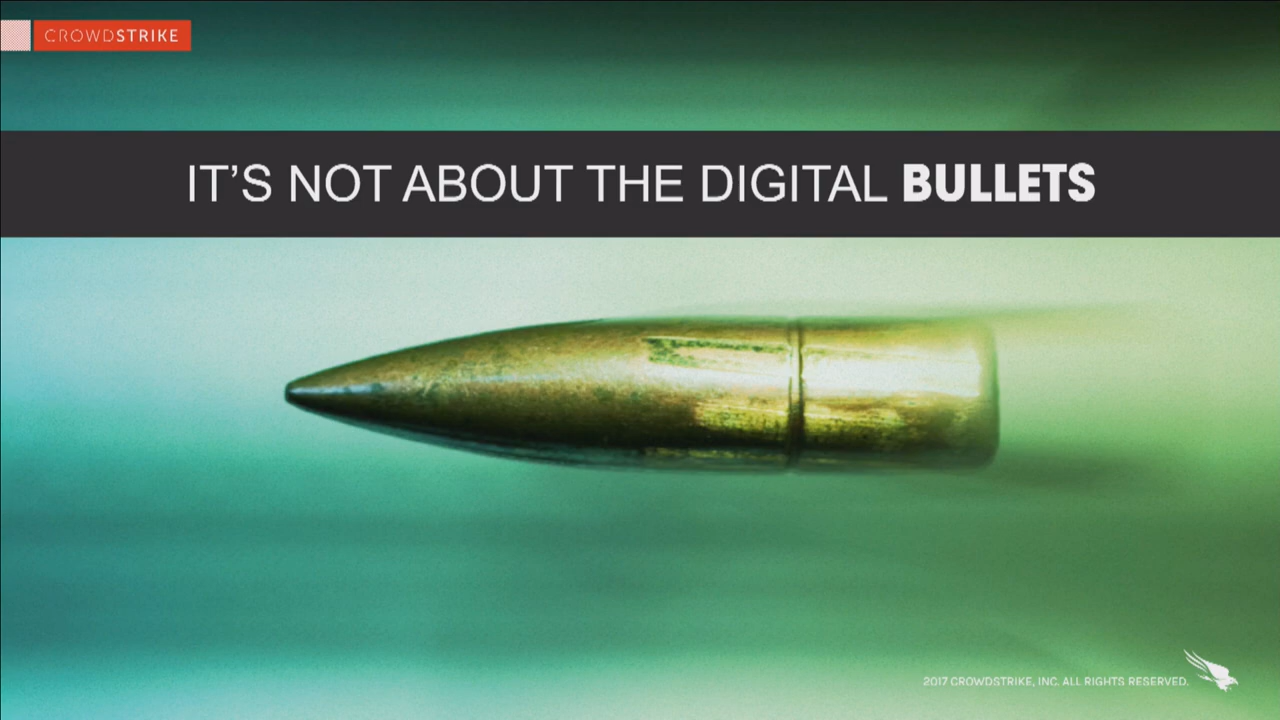 CROWDSTRIKE
IT'S NOT ABOUT THE DIGITAL BULLETS
2017 CROWDSTRIKE, INC. ALL RIGHTS RESERVED.